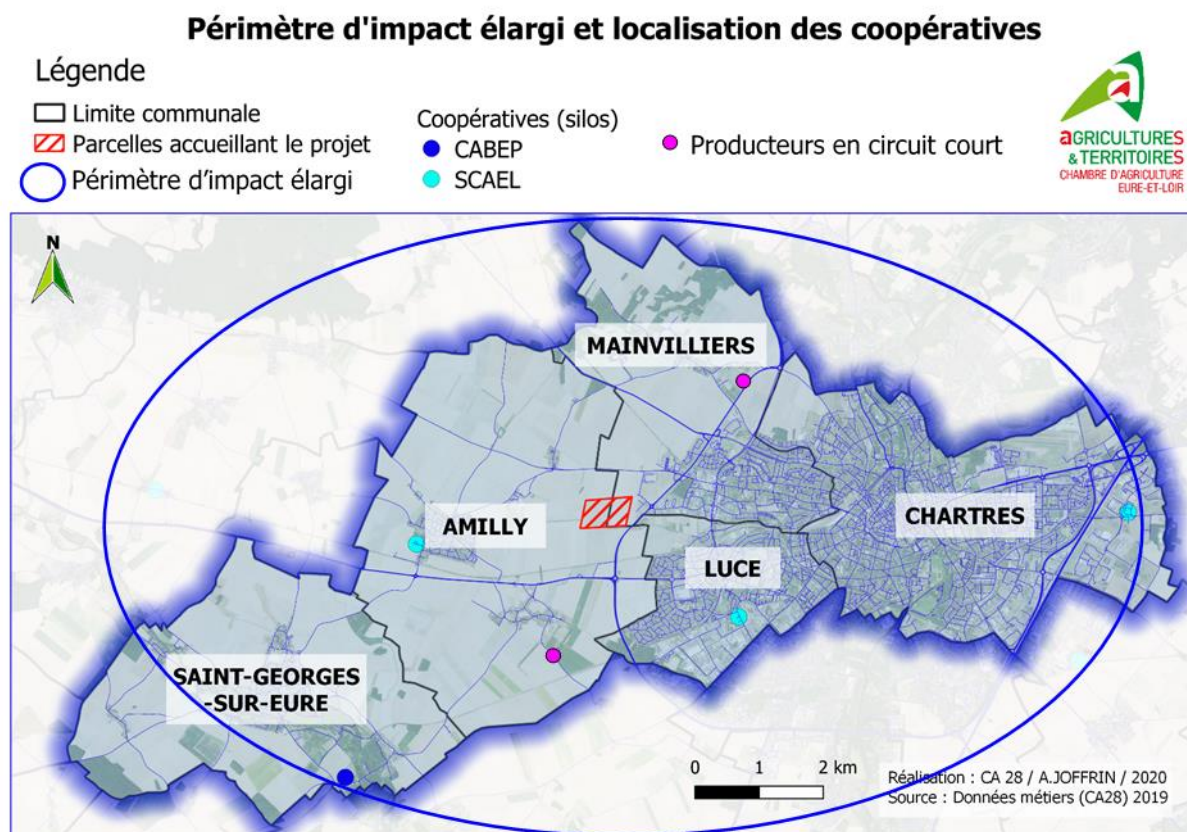 Périmètre d'impact élargi et localisation des coopératives
Légende
Limite communale
Parcelles accueillant le projet
Périmètre d'impact élargi
Coopératives (silos)
CABEP
SCAEL
Producteurs en circuit court
a
aGRICULTURES
& TERRITOIRES
CHAMBRE D'AGRICULTURE
EURE-ET-LOIR
N
MAINVILLIERS
AMILLY
CHARTRES
LUCE
SAINT-GEORGES
-SUR-EURE
0 1 2 km
Réalisation : CA 28 / A.JOFFRIN / 2020
Source : Données métiers (CA28) 2019